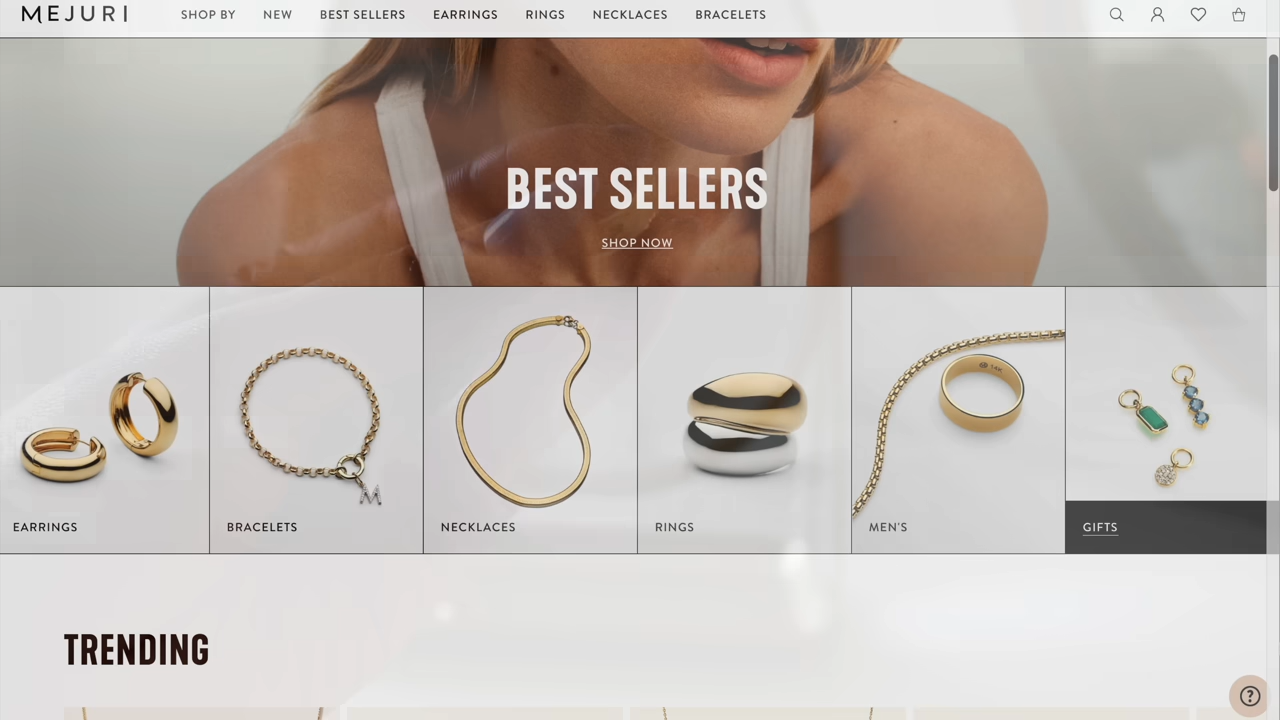 MEJURI SHOP BY NEW BEST SELLERS EARRINGS RINGS NECKLACES BRACELETS
BEST SELLERS
SHOP NOW
14K
M
EARRINGS BRACELETS NECKLACES RINGS MEN'S GIFTS
TRENDING
?